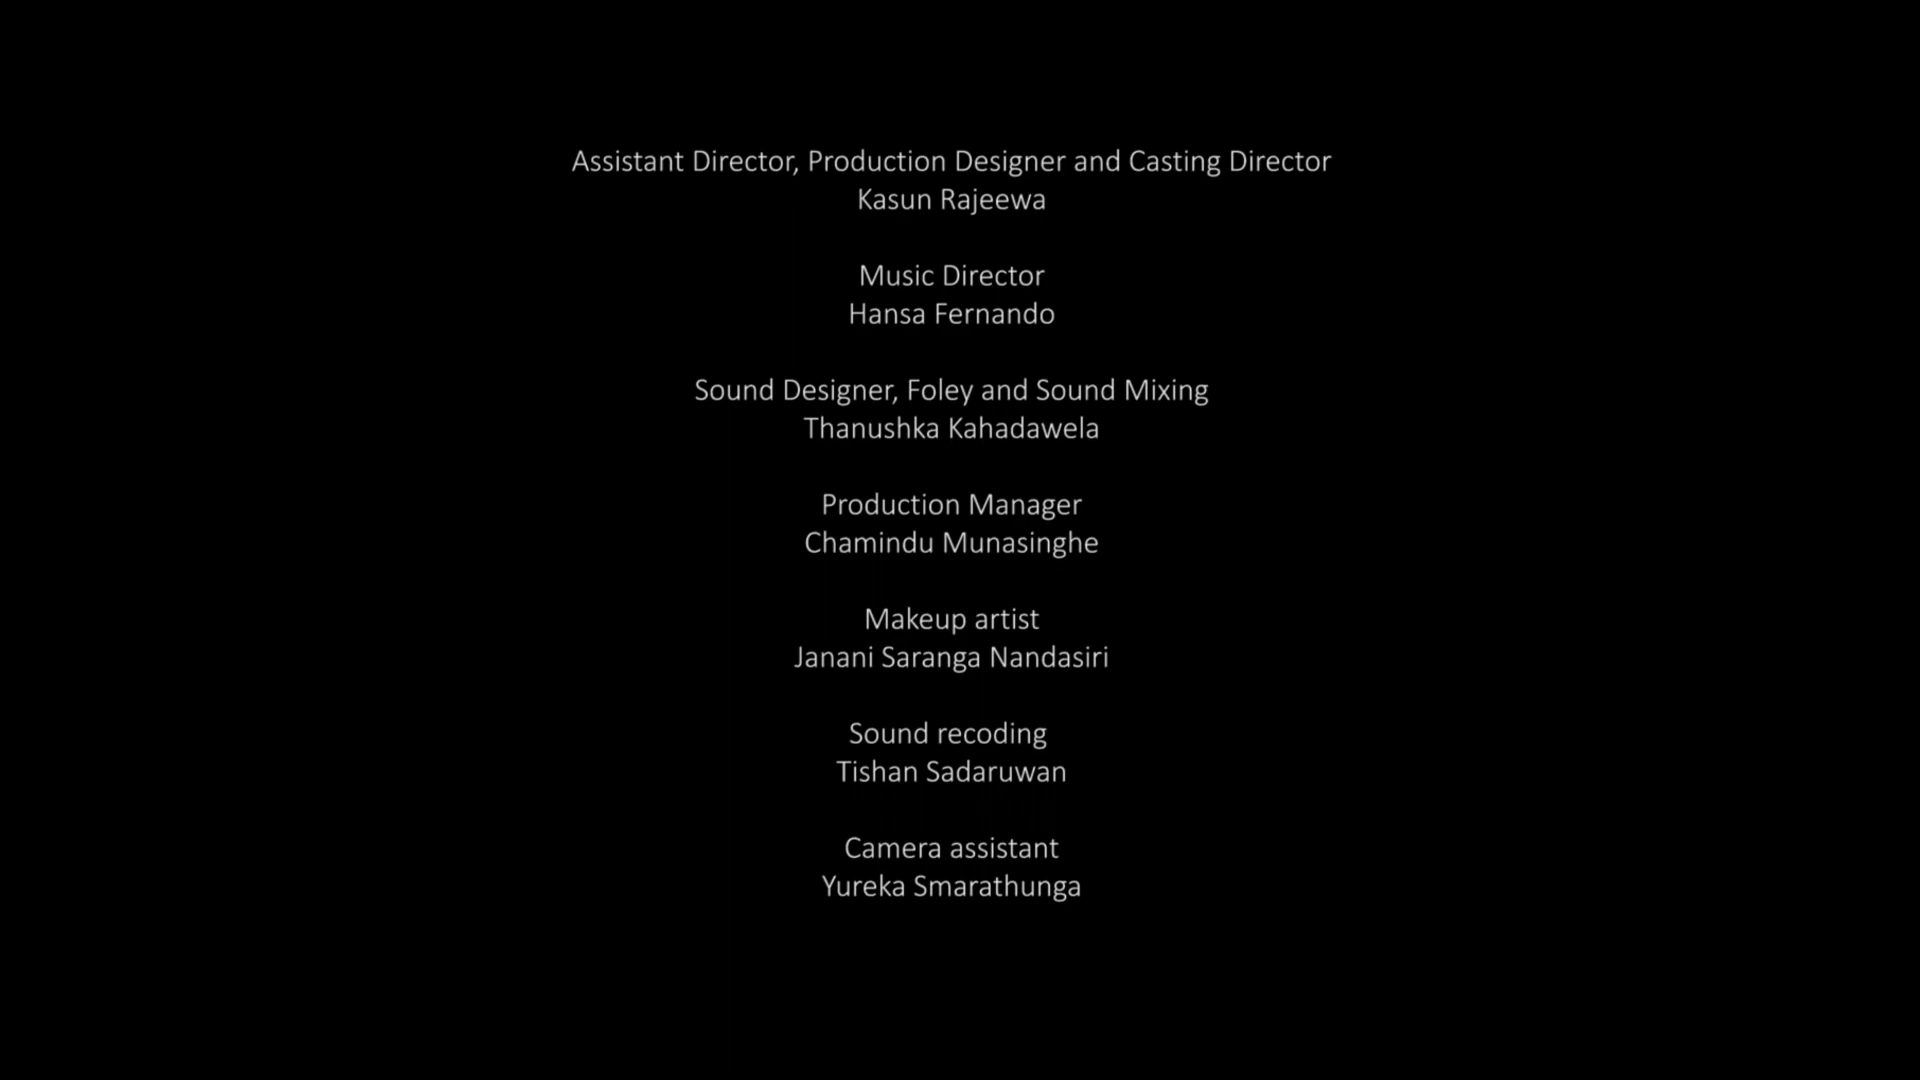 Assistant Director, Production Designer and Casting Director
Kasun Rajeewa
Music Director
Hansa Fernando
Sound Designer, Foley and Sound Mixing
Thanushka Kahadawela
Production Manager
Chamindu Munasinghe
Makeup artist
Janani Saranga Nandasiri
Sound recoding
Tishan Sadaruwan
Camera assistant
Yureka Smarathunga